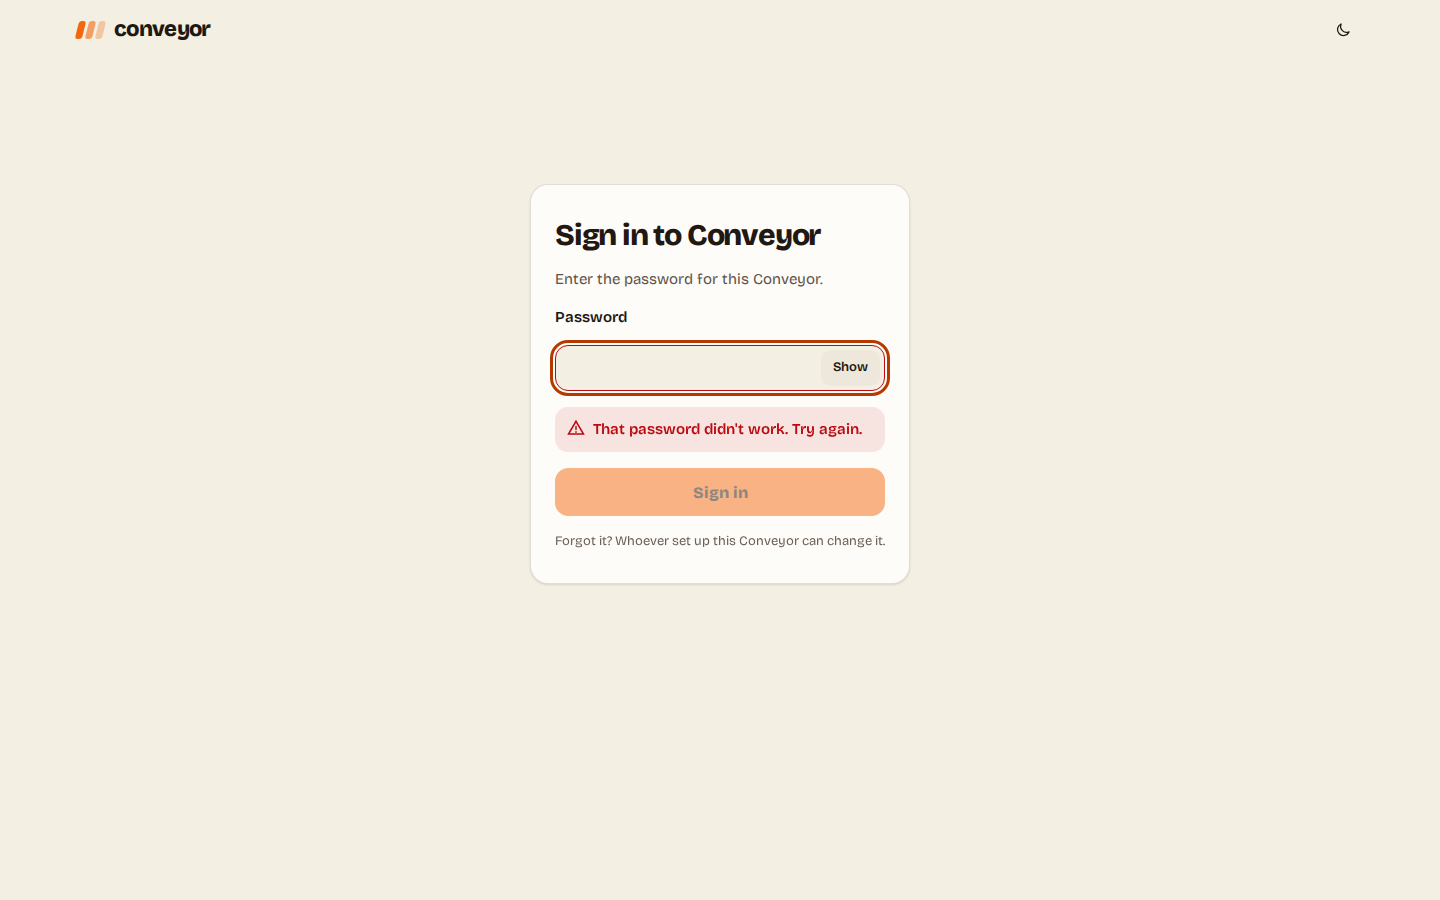 conveyor
Sign in to Conveyor
Enter the password for this Conveyor.
Password
Show
That password didn't work. Try again.
Sign in
Forgot it? Whoever set up this Conveyor can change it.